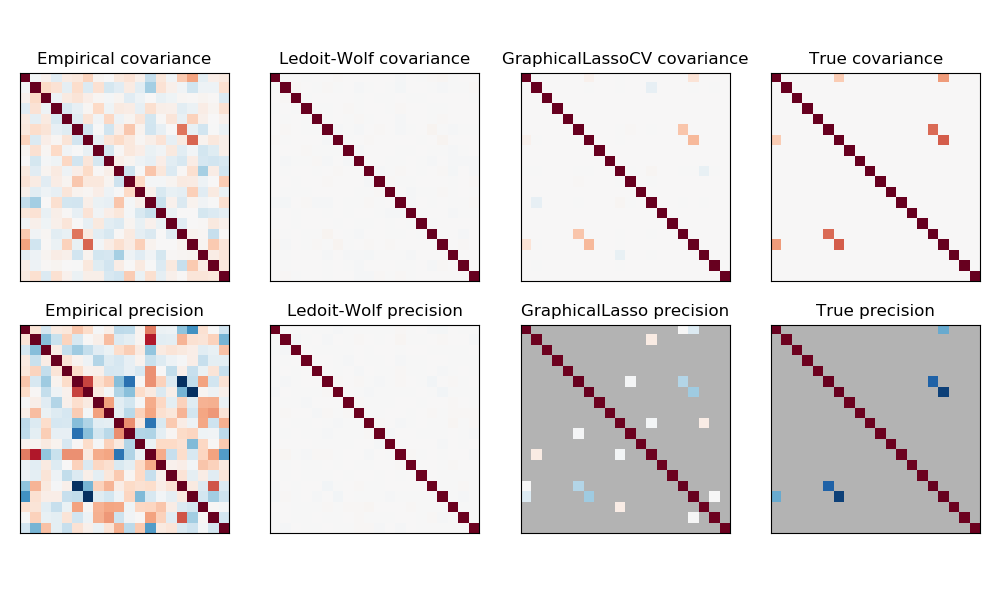 Empirical covariance
Ledoit-Wolf covariance
GraphicalLassoCV covariance
True covariance
Empirical precision
Ledoit-Wolf precision
GraphicalLasso precision
True precision